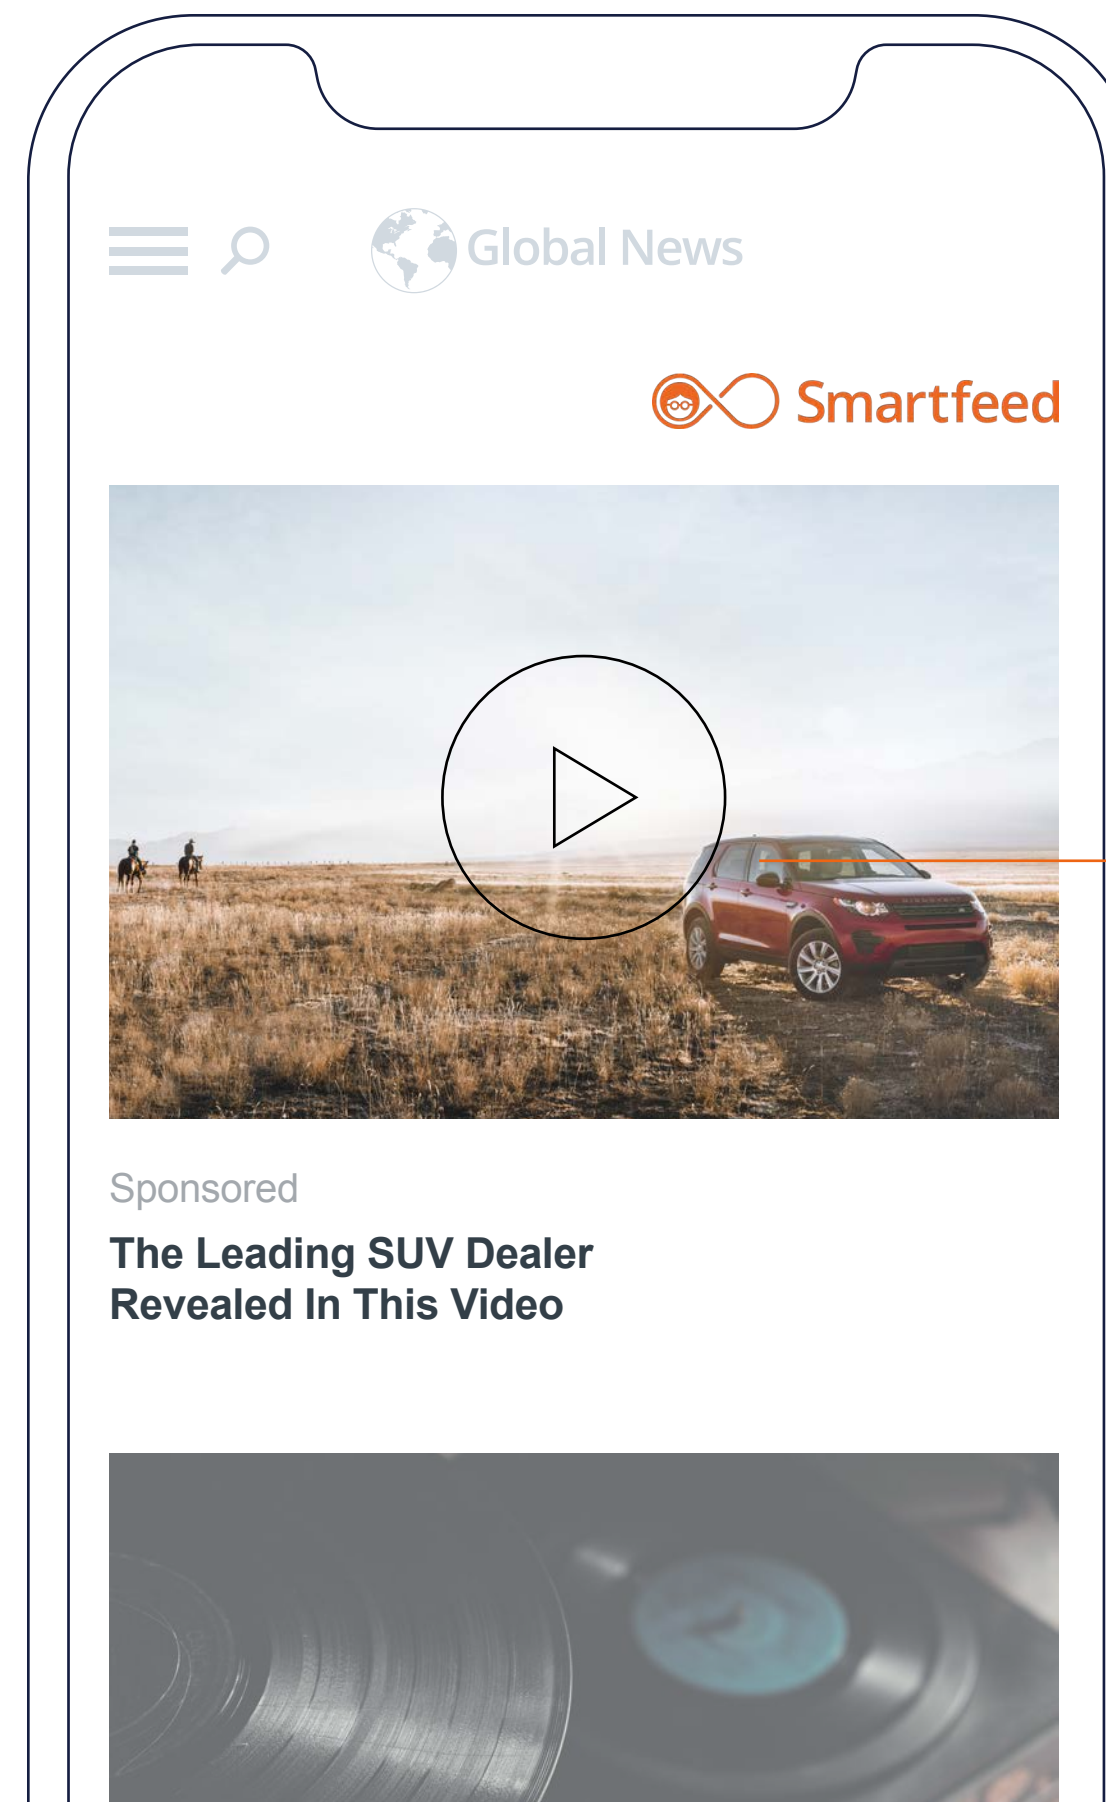 Global News
Smartfeed
Sponsored
The Leading SUV Dealer
Revealed In This Video